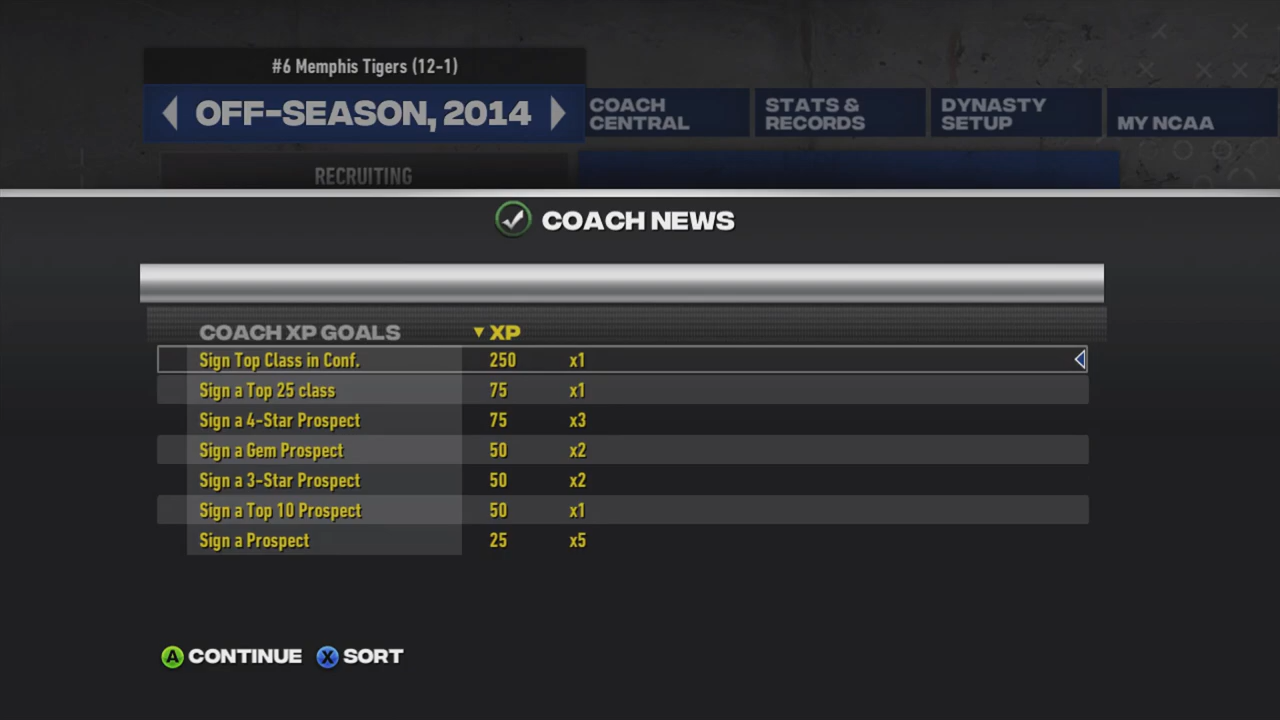 #6 Memphis Tigers (12-1)
OFF-SEASON, 2014
COACH CENTRAL
STATS & RECORDS
DYNASTY SETUP
MY NCAA
RECRUITING
COACH NEWS
COACH XP GOALS ▼ XP
Sign Top Class in Conf. 250 x1
Sign a Top 25 class 75 x1
Sign a 4-Star Prospect 75 x3
Sign a Gem Prospect 50 x2
Sign a 3-Star Prospect 50 x2
Sign a Top 10 Prospect 50 x1
Sign a Prospect 25 x5
A CONTINUE X SORT